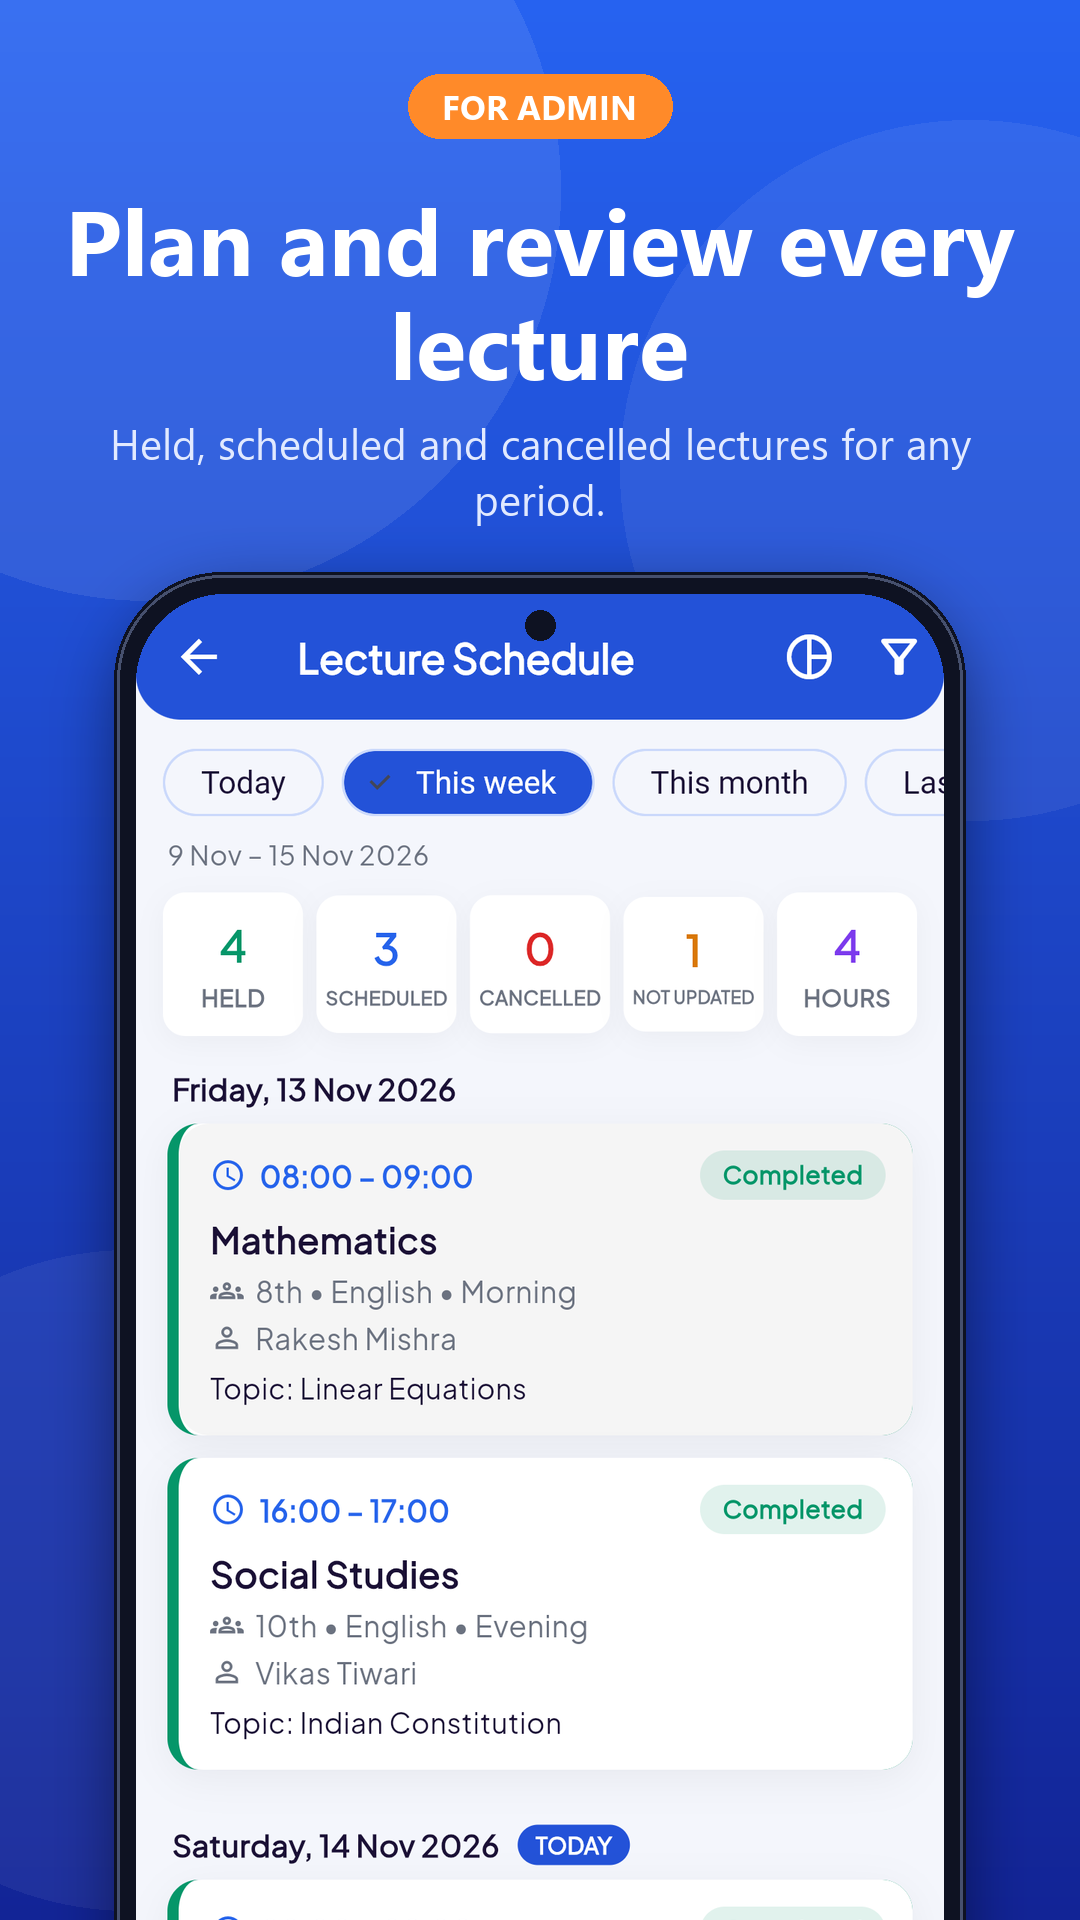 FOR ADMIN
Plan and review every
lecture
Held, scheduled and cancelled lectures for any
period.
Lecture Schedule
Today
This week
This month
Las
9 Nov – 15 Nov 2026
4
HELD
3
SCHEDULED
0
CANCELLED
1
NOT UPDATED
4
HOURS
Friday, 13 Nov 2026
08:00 – 09:00
Completed
Mathematics
8th • English • Morning
Rakesh Mishra
Topic: Linear Equations
16:00 – 17:00
Completed
Social Studies
10th • English • Evening
Vikas Tiwari
Topic: Indian Constitution
Saturday, 14 Nov 2026
TODAY